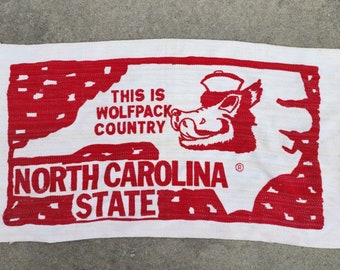 THIS IS
WOLFPACK
COUNTRY
NORTH CAROLINA ®
STATE